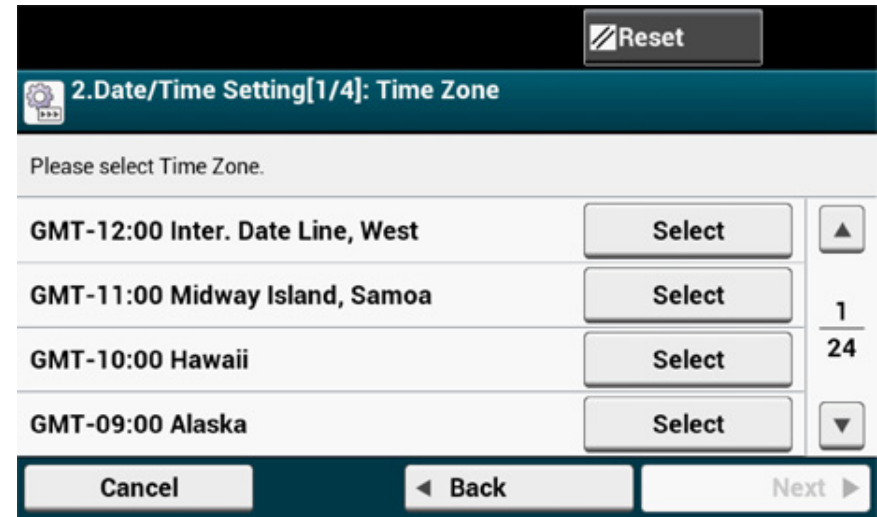 Reset
2.Date/Time Setting[1/4]: Time Zone
Please select Time Zone.
GMT-12:00 Inter. Date Line, West Select
GMT-11:00 Midway Island, Samoa Select
1
GMT-10:00 Hawaii Select
24
GMT-09:00 Alaska Select
Cancel Back Next